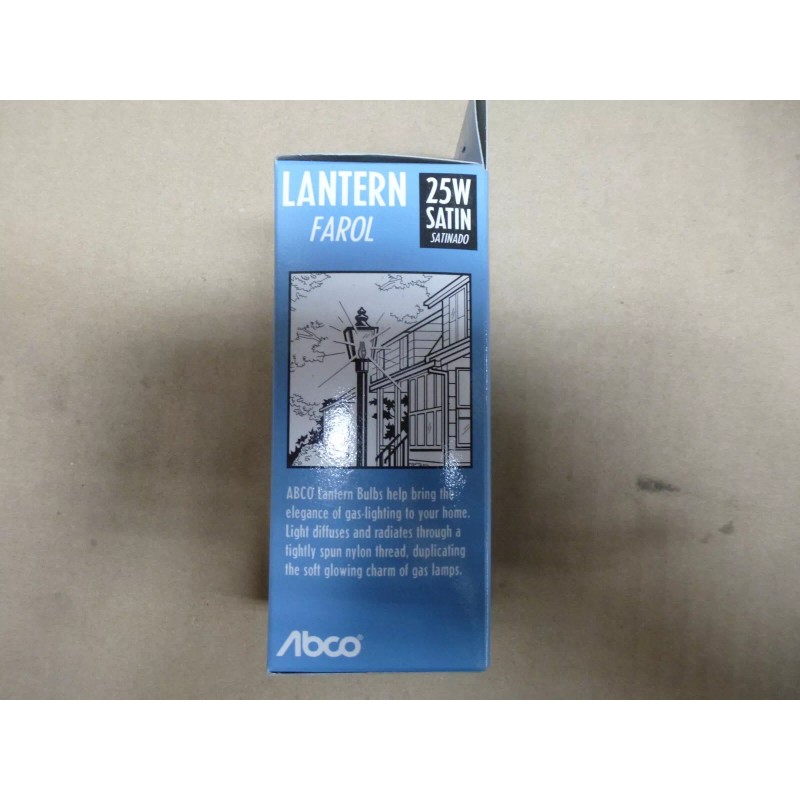 LANTERN
FAROL
25W
SATIN
SATINADO
ABCO Lantern Bulbs help bring the
elegance of gas-lighting to your home.
Light diffuses and radiates through a
tightly spun nylon thread, duplicating
the soft glowing charm of gas lamps.
Abco®